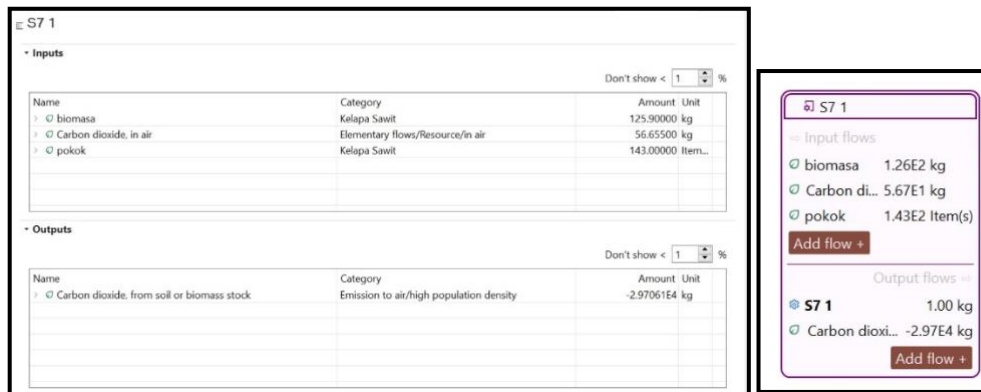 S7 1
Inputs
Don't show < 1 %
Name Category Amount Unit
biomasa Kelapa Sawit 125.90000 kg
Carbon dioxide, in air Elementary flows/Resource/in air 56.65500 kg
pokok Kelapa Sawit 143.00000 Item...
Outputs
Don't show < 1 %
Name Category Amount Unit
Carbon dioxide, from soil or biomass stock Emission to air/high population density -2.97061E4 kg
S7 1
Input flows
biomasa 1.26E2 kg
Carbon di... 5.67E1 kg
pokok 1.43E2 Item(s)
Add flow +
Output flows
S7 1 1.00 kg
Carbon dioxi... -2.97E4 kg
Add flow +